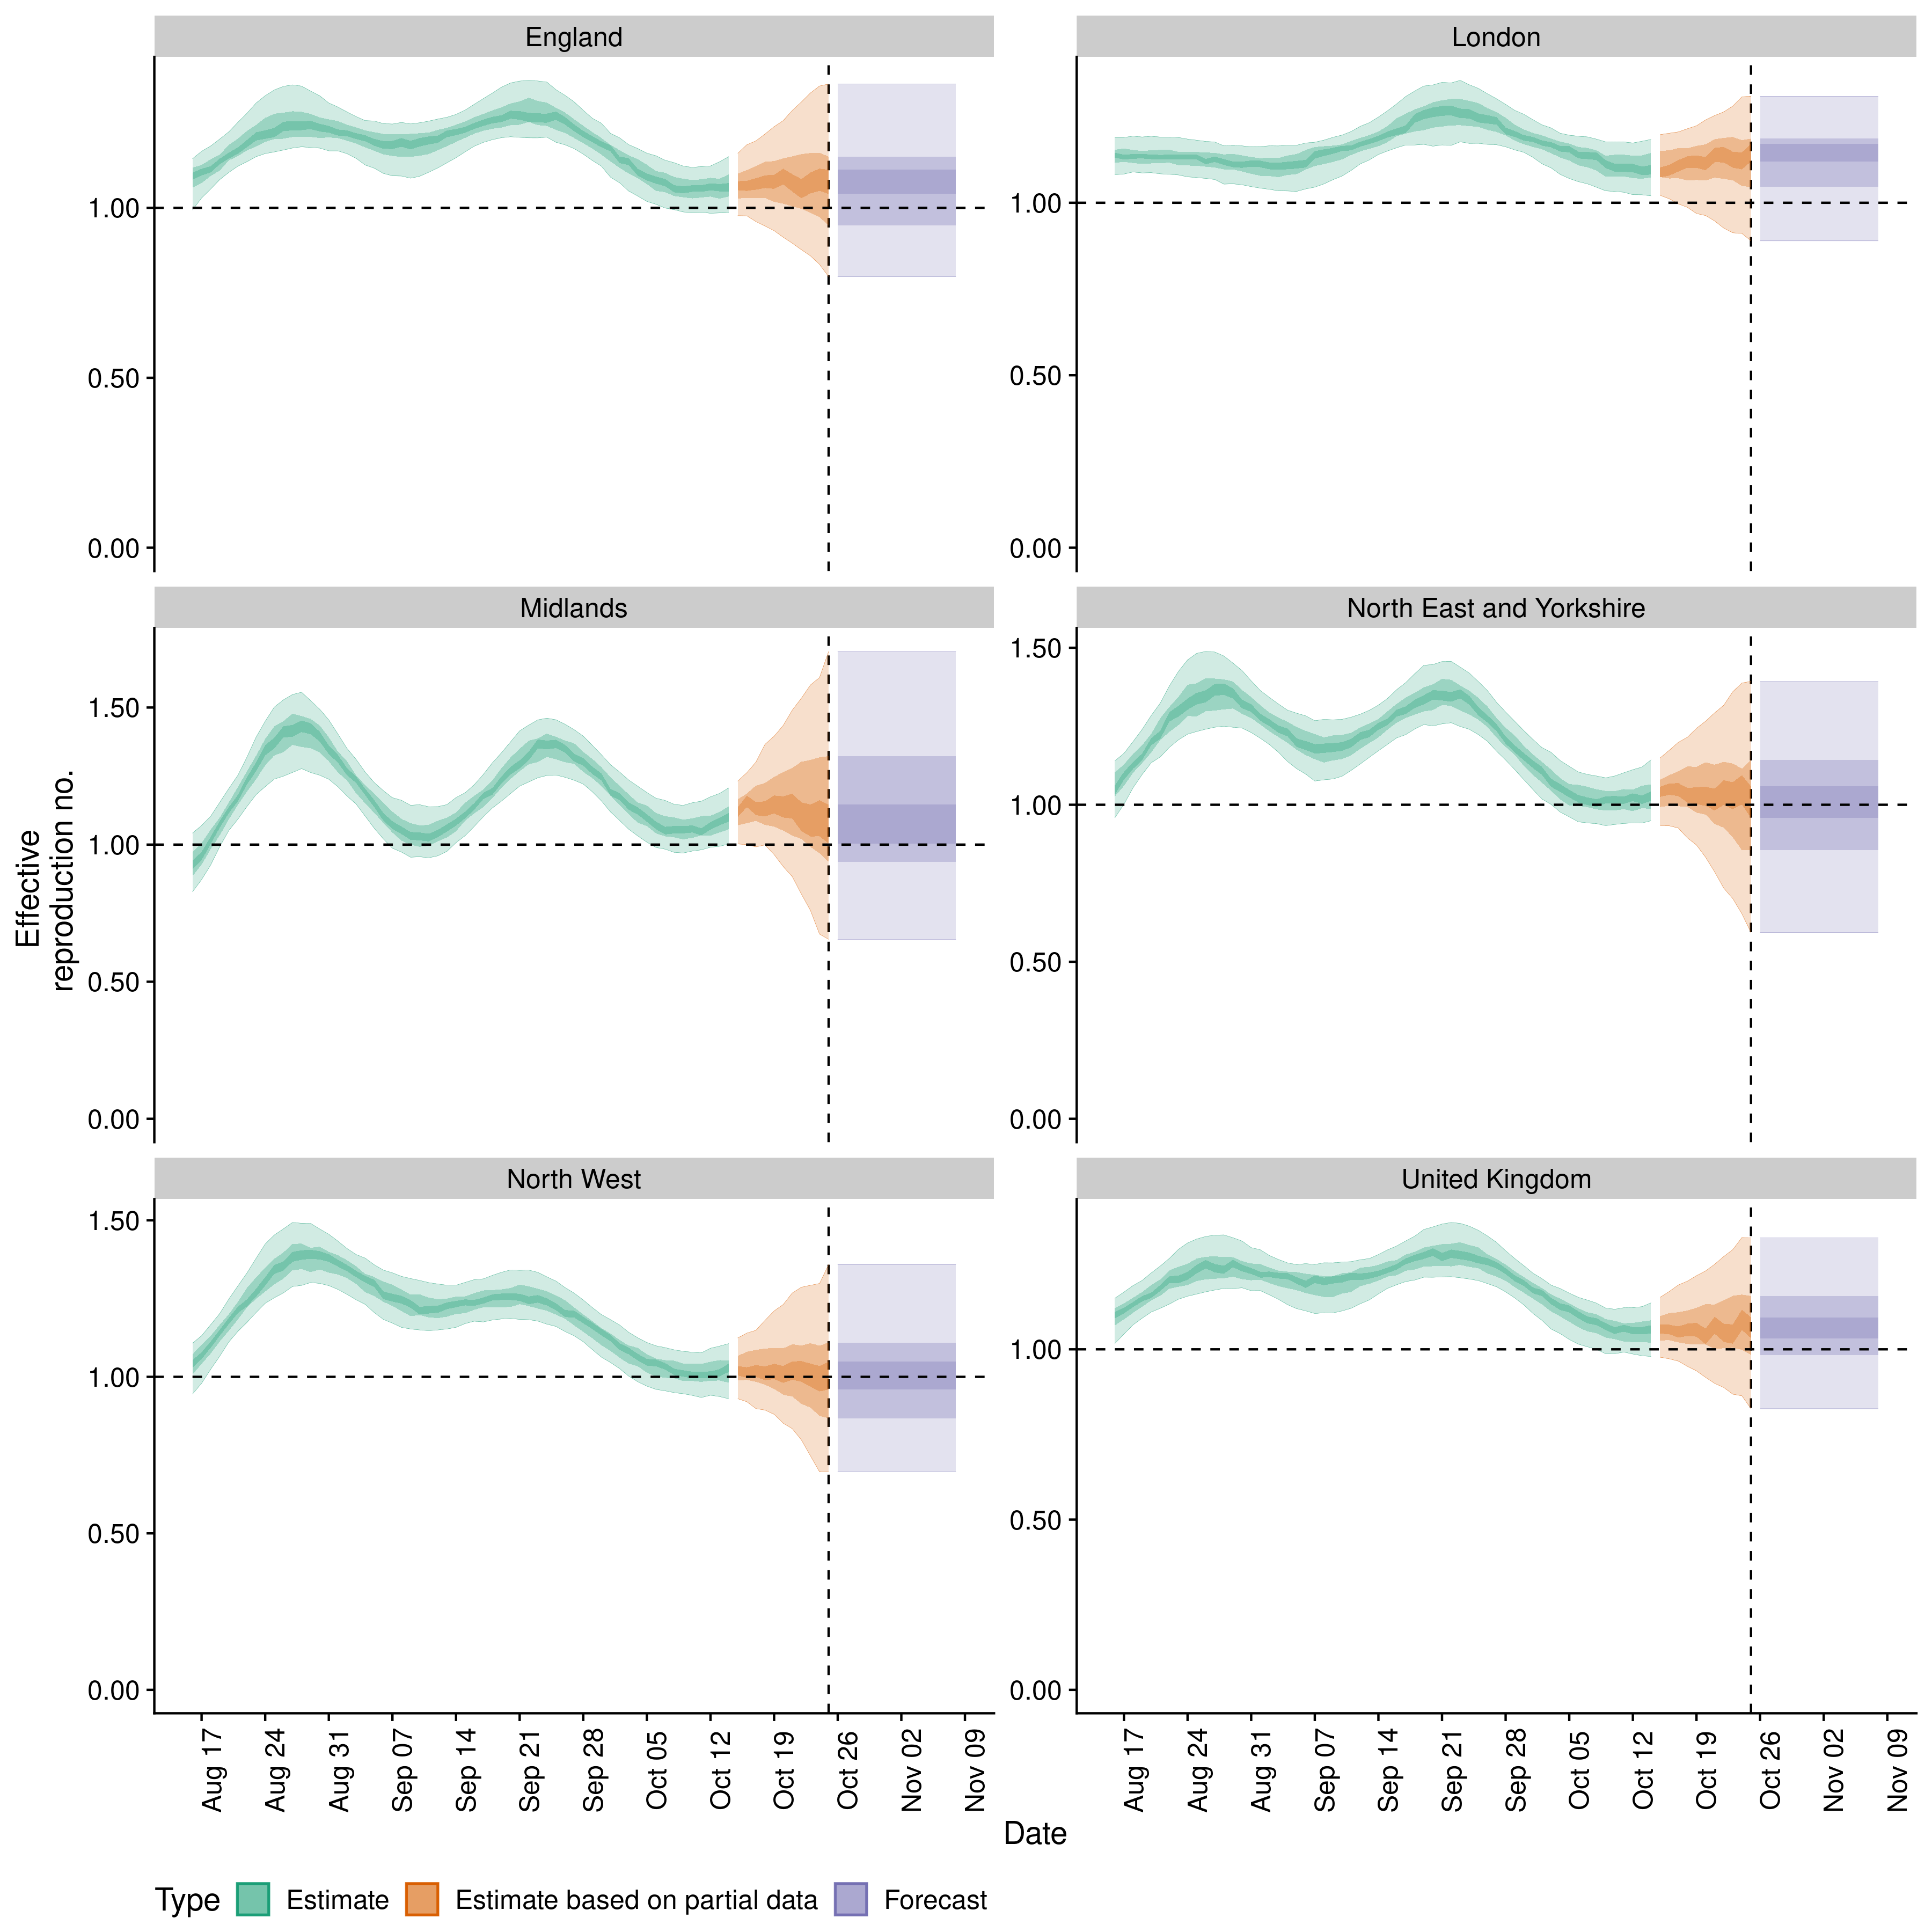 England
London
1.00
0.50
0.00
1.00
0.50
0.00
Midlands
North East and Yorkshire
1.50
1.00
0.50
0.00
1.50
1.00
0.50
0.00
Effective
reproduction no.
North West
United Kingdom
1.50
1.00
0.50
0.00
1.00
0.50
0.00
Aug 17
Aug 24
Aug 31
Sep 07
Sep 14
Sep 21
Sep 28
Oct 05
Oct 12
Oct 19
Oct 26
Nov 02
Nov 09
Aug 17
Aug 24
Aug 31
Sep 07
Sep 14
Sep 21
Sep 28
Oct 05
Oct 12
Oct 19
Oct 26
Nov 02
Nov 09
Date
Type Estimate Estimate based on partial data Forecast